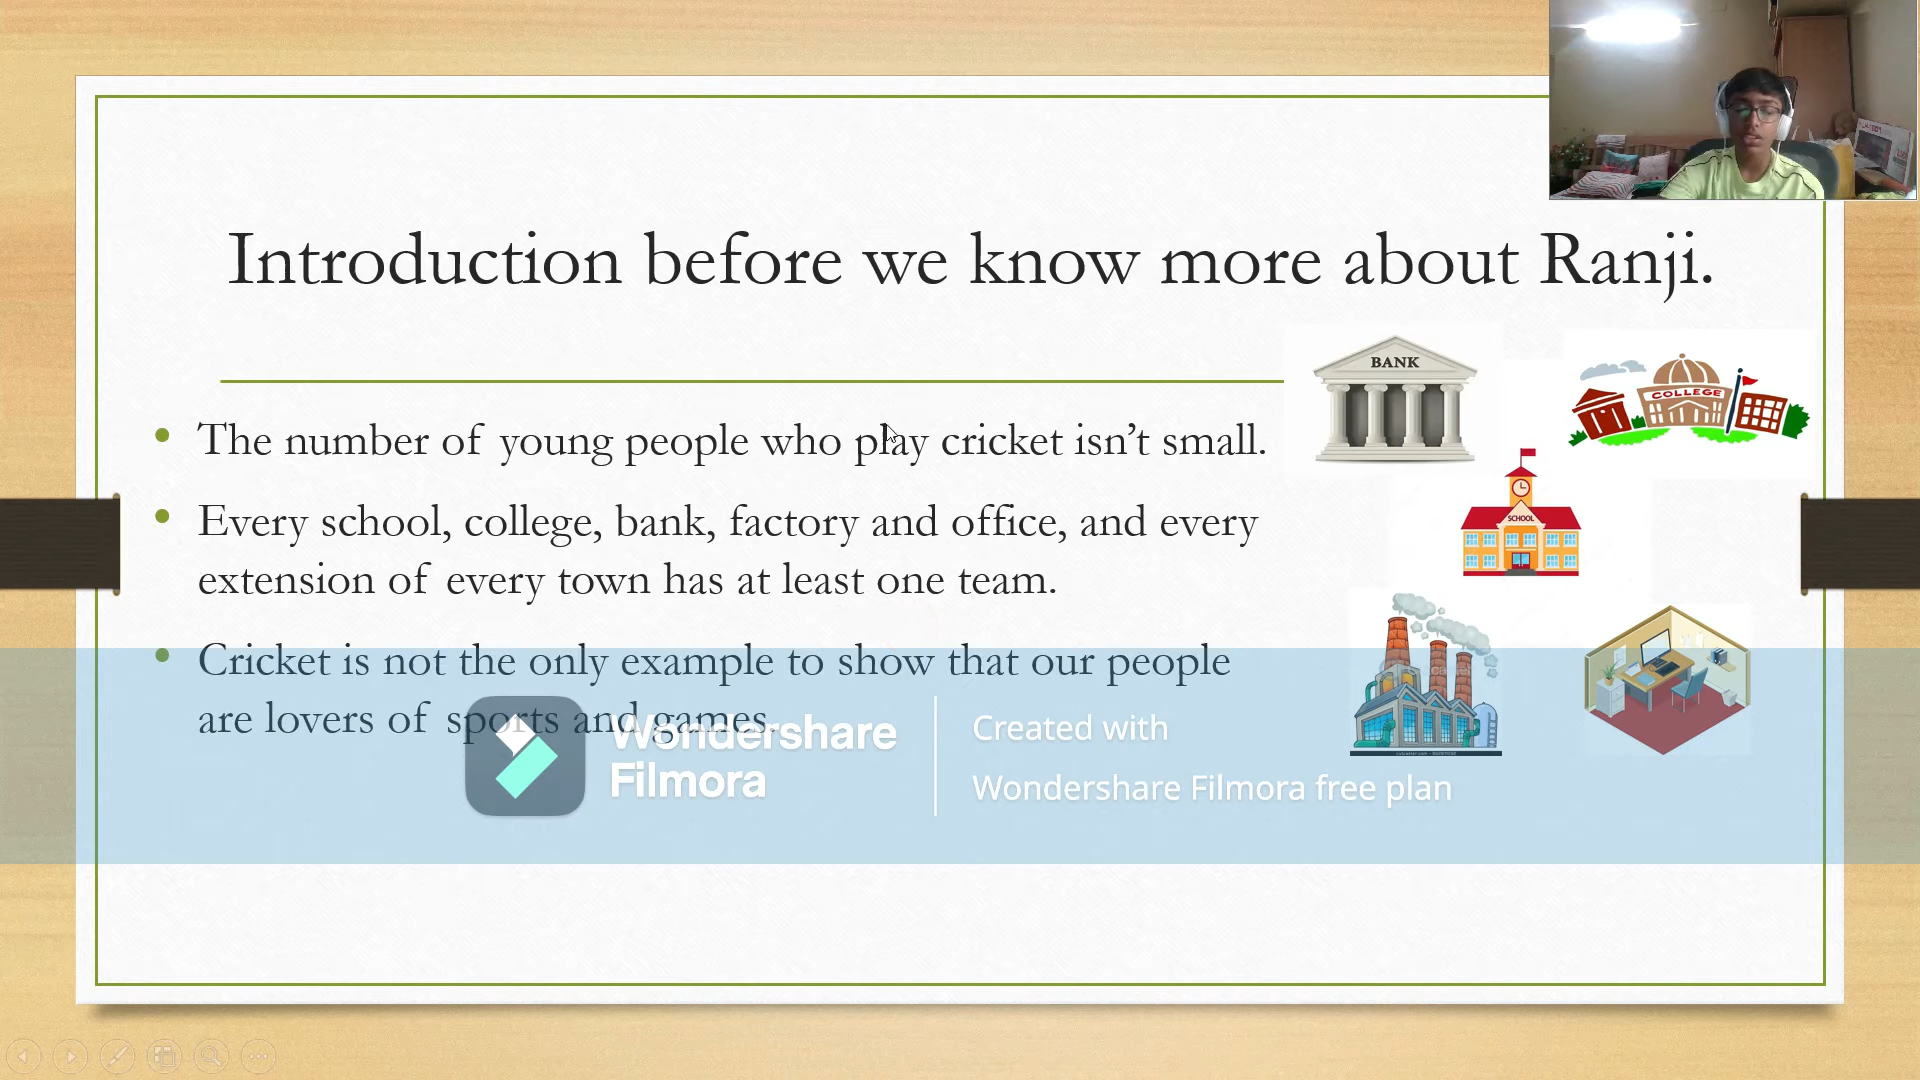 Introduction before we know more about Ranji.
BANK
COLLEGE
• The number of young people who play cricket isn’t small.
SCHOOL
• Every school, college, bank, factory and office, and every
extension of every town has at least one team.
• Cricket is not the only example to show that our people
are lovers of sports and games.
Wondershare
Filmora
Created with
Wondershare Filmora free plan